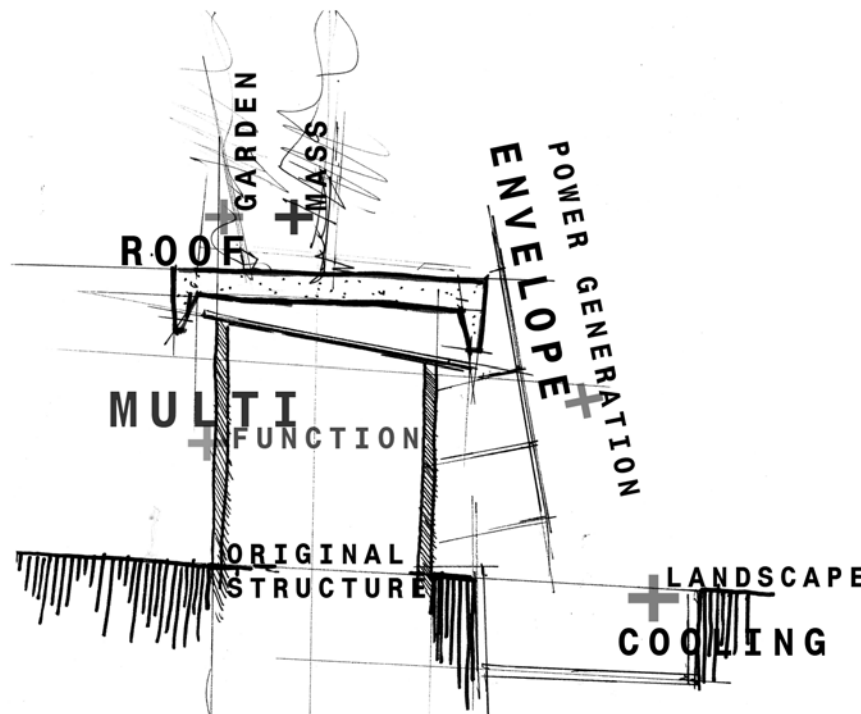 GARDEN
MASS
ROOF
ENVELOPE
POWER GENERATION
MULTI
FUNCTION
ORIGINAL
STRUCTURE
LANDSCAPE
COOLING